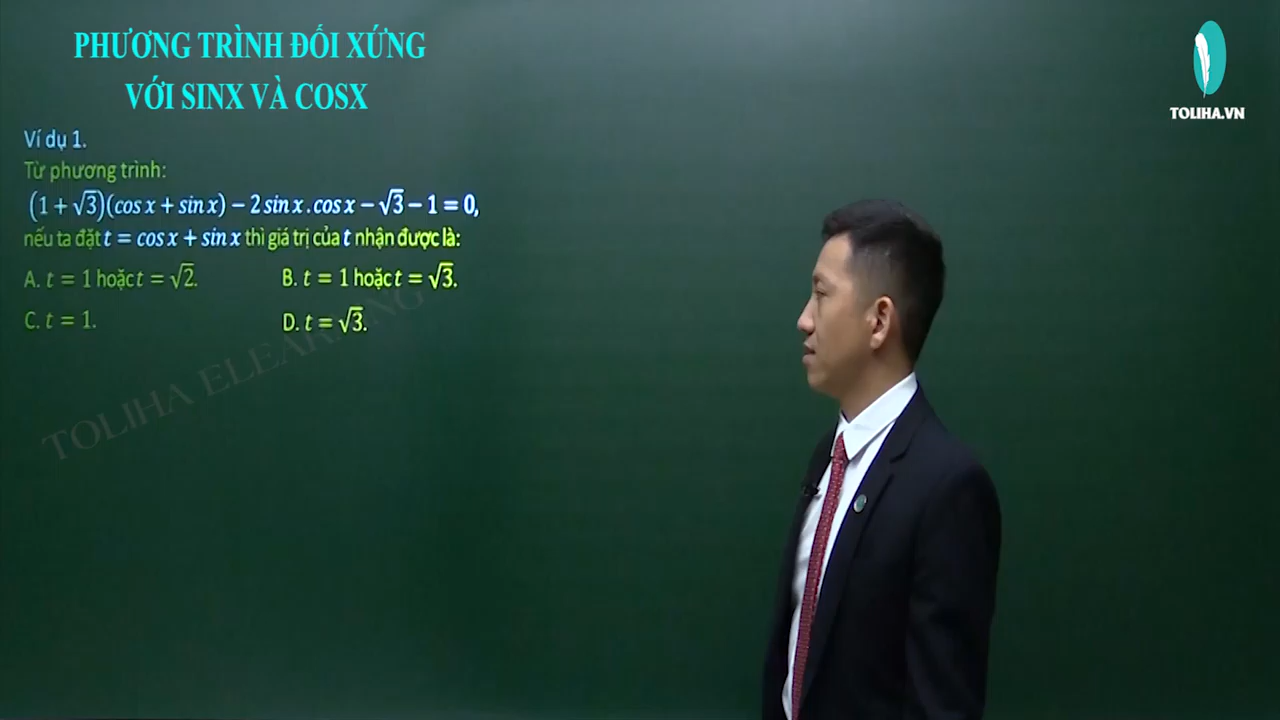 PHƯƠNG TRÌNH ĐỐI XỨNG
VỚI SINX VÀ COSX
TOLIHA.VN
Ví dụ 1.
Từ phương trình:
(1 + √3)(cos x + sin x) − 2 sin x . cos x − √3 − 1 = 0,
nếu ta đặt t = cos x + sin x thì giá trị của t nhận được là:
A. t = 1 hoặc t = √2.
B. t = 1 hoặc t = √3.
C. t = 1.
D. t = √3.
TOLIHA ELEARNING